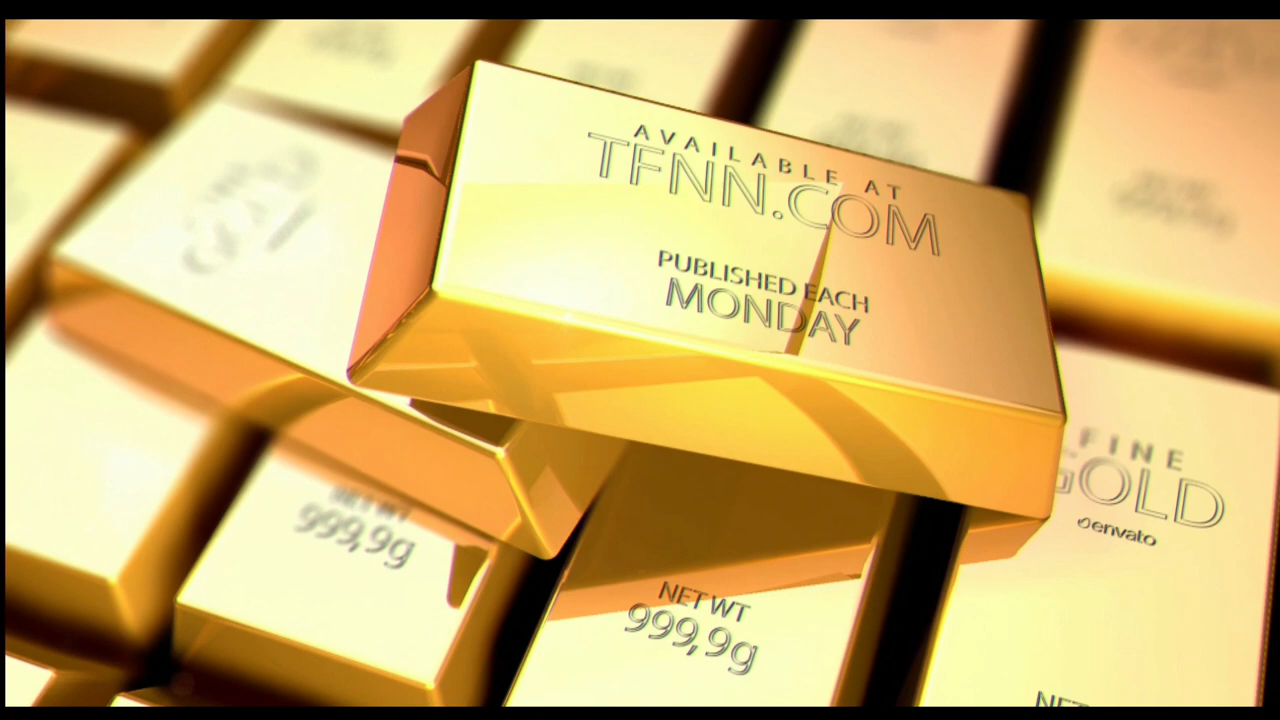 AVAILABLE AT
TFNN.COM
PUBLISHED EACH
MONDAY
FINE
GOLD
envato
NET WT
999,9g
NET WT
999,9g